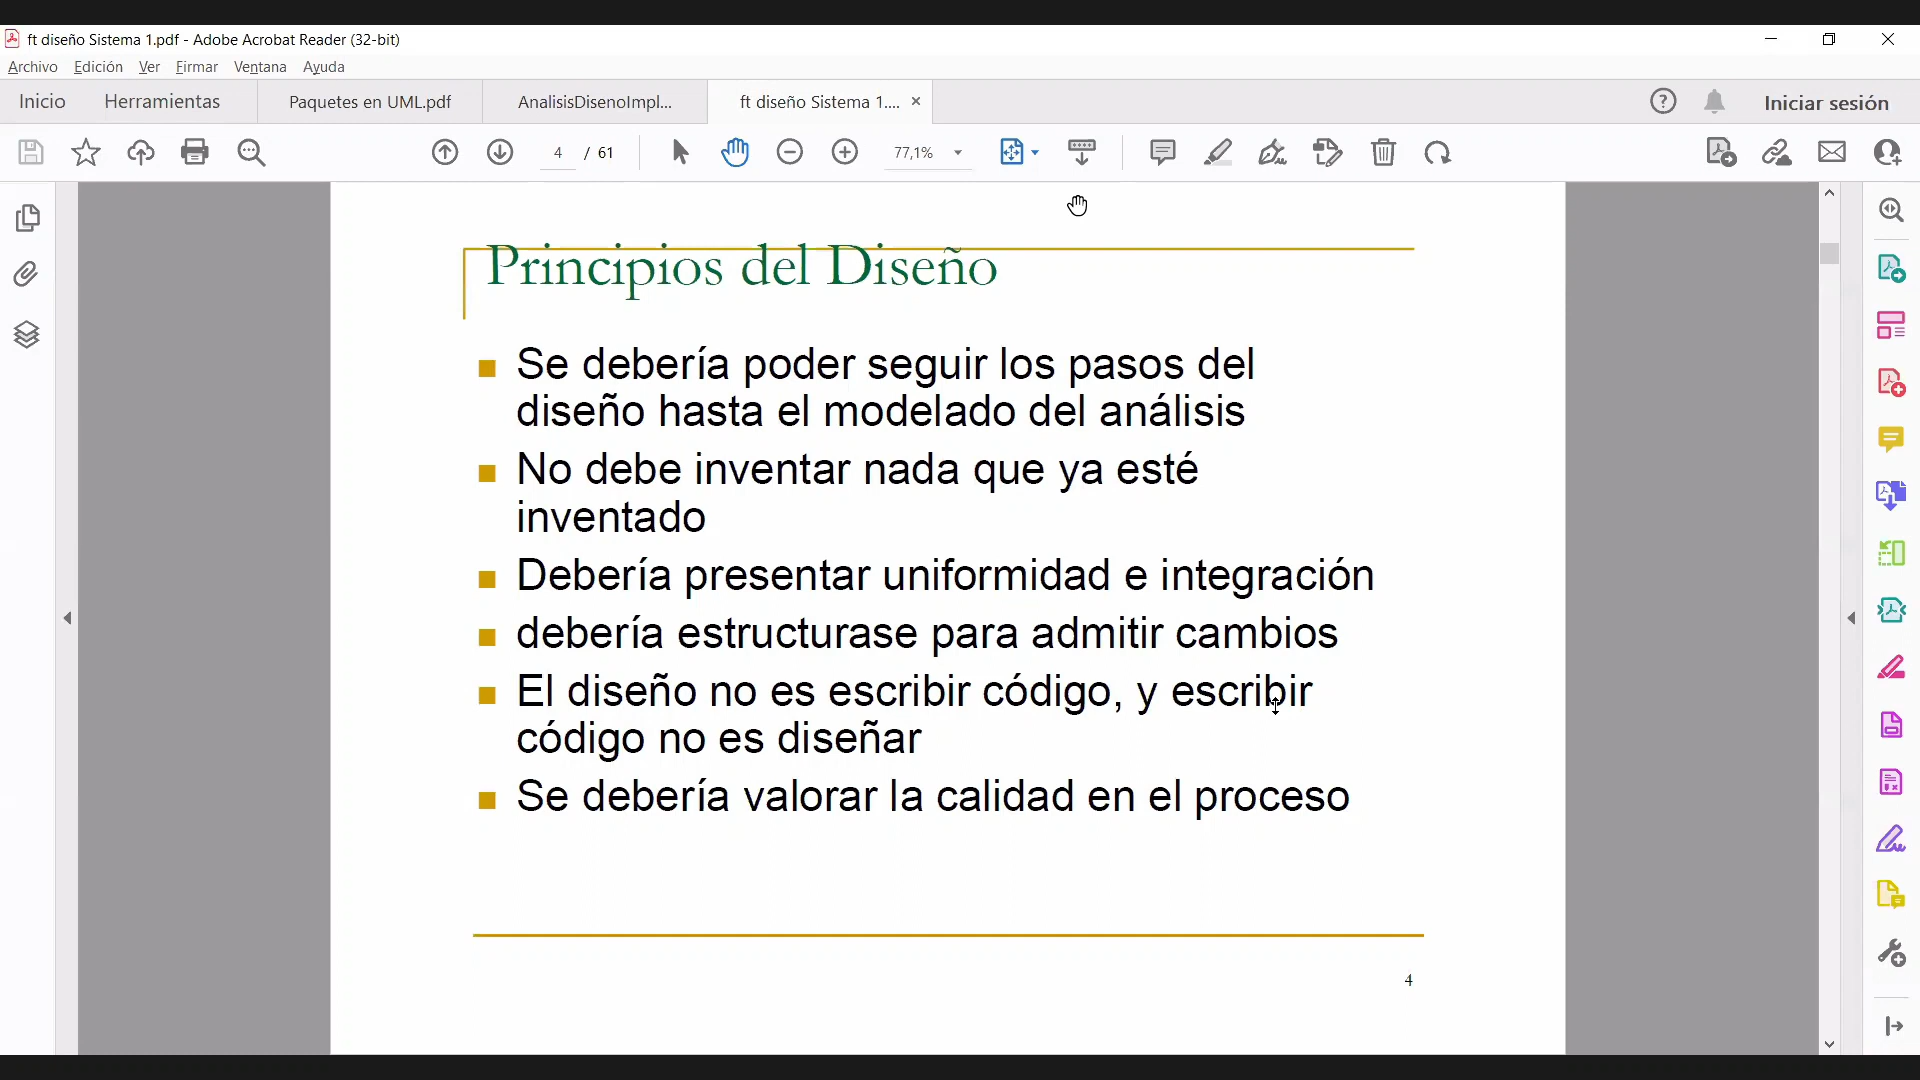 ft diseño Sistema 1.pdf - Adobe Acrobat Reader (32-bit)
Archivo Edición Ver Firmar Ventana Ayuda
Inicio Herramientas Paquetes en UML.pdf AnalisisDisenoImpl... ft diseño Sistema 1.... Iniciar sesión
4 / 61 77,1%
Principios del Diseño
Se debería poder seguir los pasos del
diseño hasta el modelado del análisis
No debe inventar nada que ya esté
inventado
Debería presentar uniformidad e integración
debería estructurase para admitir cambios
El diseño no es escribir código, y escribir
código no es diseñar
Se debería valorar la calidad en el proceso
4